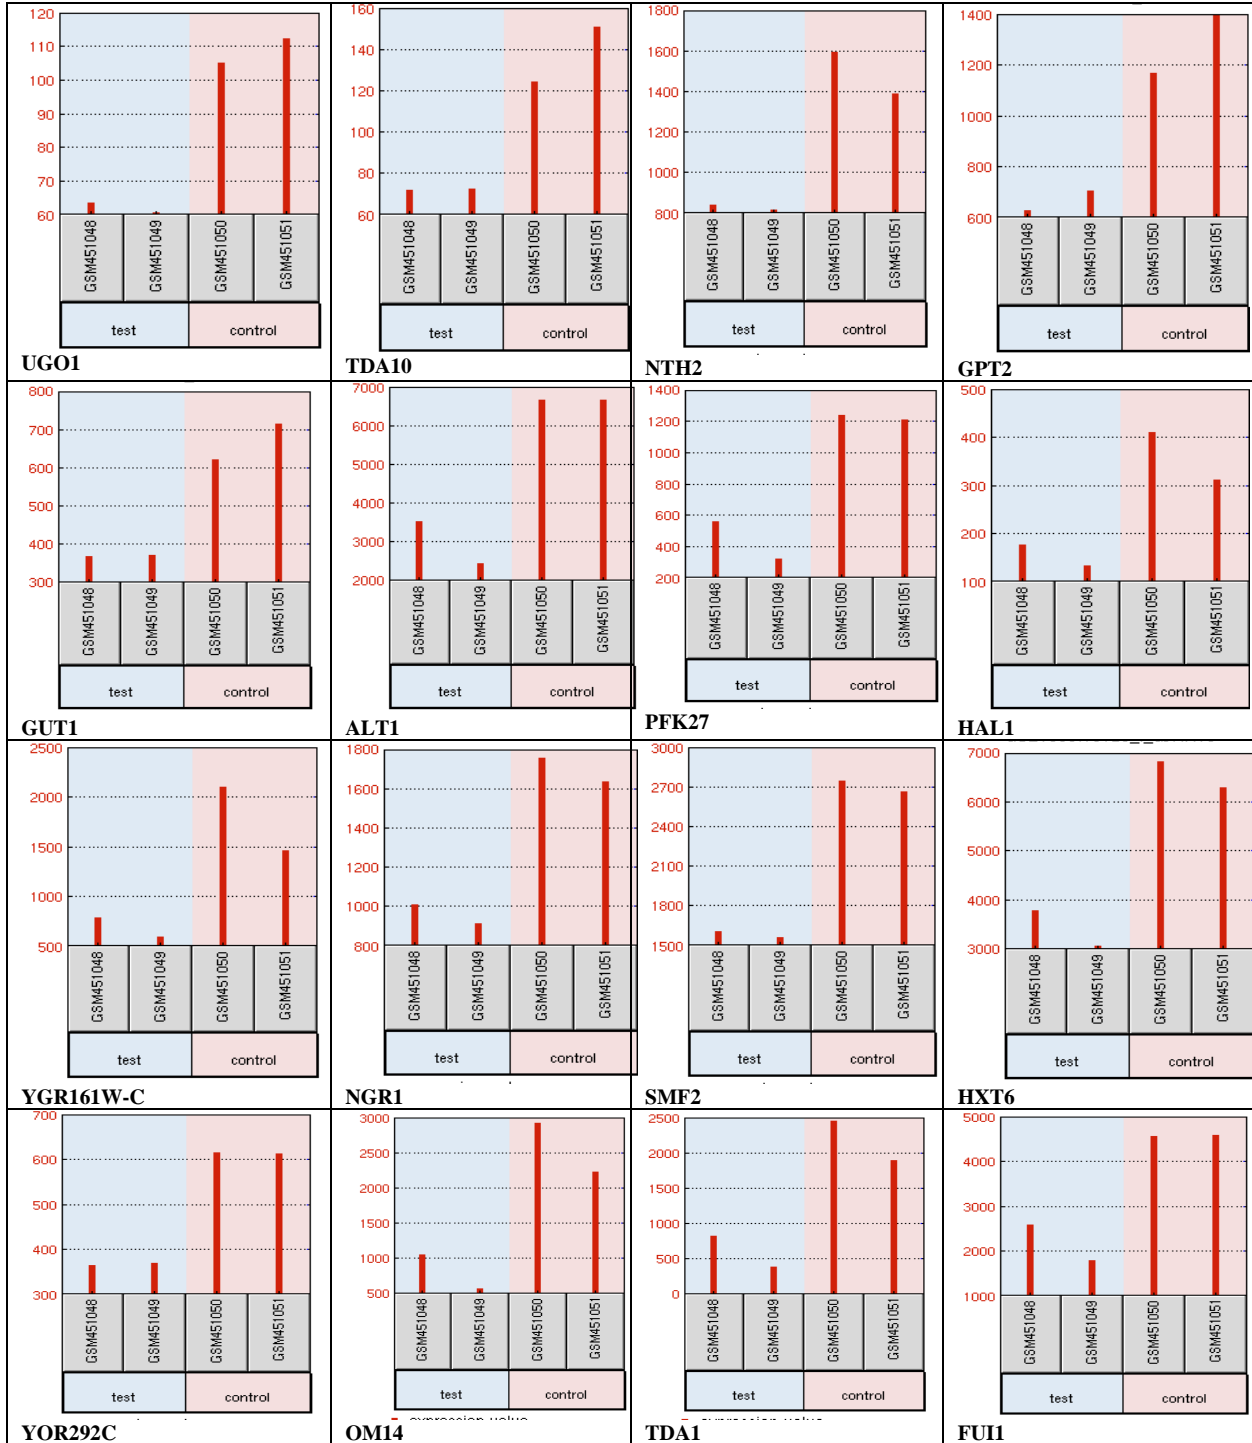 120
110
100
90
80
70
60
GSM451048
GSM451049
GSM451050
GSM451051
test
control
UGO1
160
140
120
100
80
60
GSM451048
GSM451049
GSM451050
GSM451051
test
control
TDA10
1800
1600
1400
1200
1000
800
GSM451048
GSM451049
GSM451050
GSM451051
test
control
NTH2
1400
1200
1000
800
600
GSM451048
GSM451049
GSM451050
GSM451051
test
control
GPT2
800
700
600
500
400
300
GSM451048
GSM451049
GSM451050
GSM451051
test
control
GUT1
7000
6000
5000
4000
3000
2000
GSM451048
GSM451049
GSM451050
GSM451051
test
control
ALT1
1400
1200
1000
800
600
400
200
GSM451048
GSM451049
GSM451050
GSM451051
test
control
PFK27
500
400
300
200
100
GSM451048
GSM451049
GSM451050
GSM451051
test
control
HAL1
2500
2000
1500
1000
500
GSM451048
GSM451049
GSM451050
GSM451051
test
control
YGR161W-C
1800
1600
1400
1200
1000
800
GSM451048
GSM451049
GSM451050
GSM451051
test
control
NGR1
3000
2700
2400
2100
1800
1500
GSM451048
GSM451049
GSM451050
GSM451051
test
control
SMF2
7000
6000
5000
4000
3000
GSM451048
GSM451049
GSM451050
GSM451051
test
control
HXT6
700
600
500
400
300
GSM451048
GSM451049
GSM451050
GSM451051
test
control
YOR292C
3000
2500
2000
1500
1000
500
GSM451048
GSM451049
GSM451050
GSM451051
test
control
expression value
OM14
2500
2000
1500
1000
500
0
GSM451048
GSM451049
GSM451050
GSM451051
test
control
expression value
TDA1
5000
4000
3000
2000
1000
GSM451048
GSM451049
GSM451050
GSM451051
test
control
FUI1